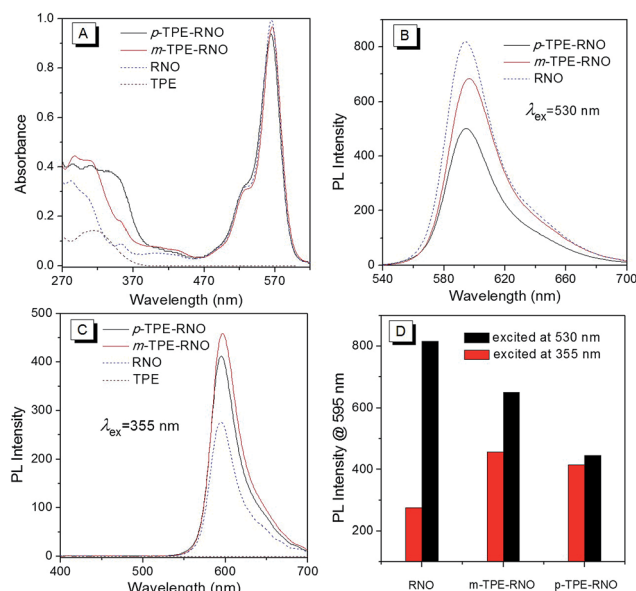 A
p-TPE-RNO
m-TPE-RNO
RNO
TPE
1.0
0.8
0.6
0.4
0.2
0.0
Absorbance
270 370 470 570
Wavelength (nm)
B
p-TPE-RNO
m-TPE-RNO
RNO
λex=530 nm
800
600
400
200
0
PL Intensity
540 580 620 660 700
Wavelength (nm)
C
p-TPE-RNO
m-TPE-RNO
RNO
TPE
λex=355 nm
500
400
300
200
100
0
PL Intensity
400 500 600 700
Wavelength (nm)
D
excited at 530 nm
excited at 355 nm
800
600
400
200
PL Intensity @ 595 nm
RNO m-TPE-RNO p-TPE-RNO